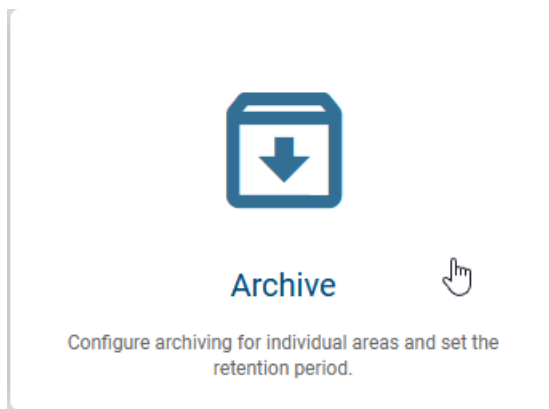 Archive
Configure archiving for individual areas and set the
retention period.